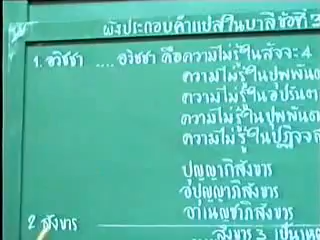 ผังประกอบคำแปลในบาลีข้อที่ 3
1. อวิชชา .... อวิชชา คือความไม่รู้ในสัจจะ 4
ความไม่รู้ในปุพพันต
ความไม่รู้ในอปรันต
ความไม่รู้ในปุพพันต
ความไม่รู้ในปฏิจจส
ปุญญาภิสังขาร
อปุญญาภิสังขาร
อาเนญชาภิสังขาร
2 สังขาร
สังขาร 3 เป็นเหต